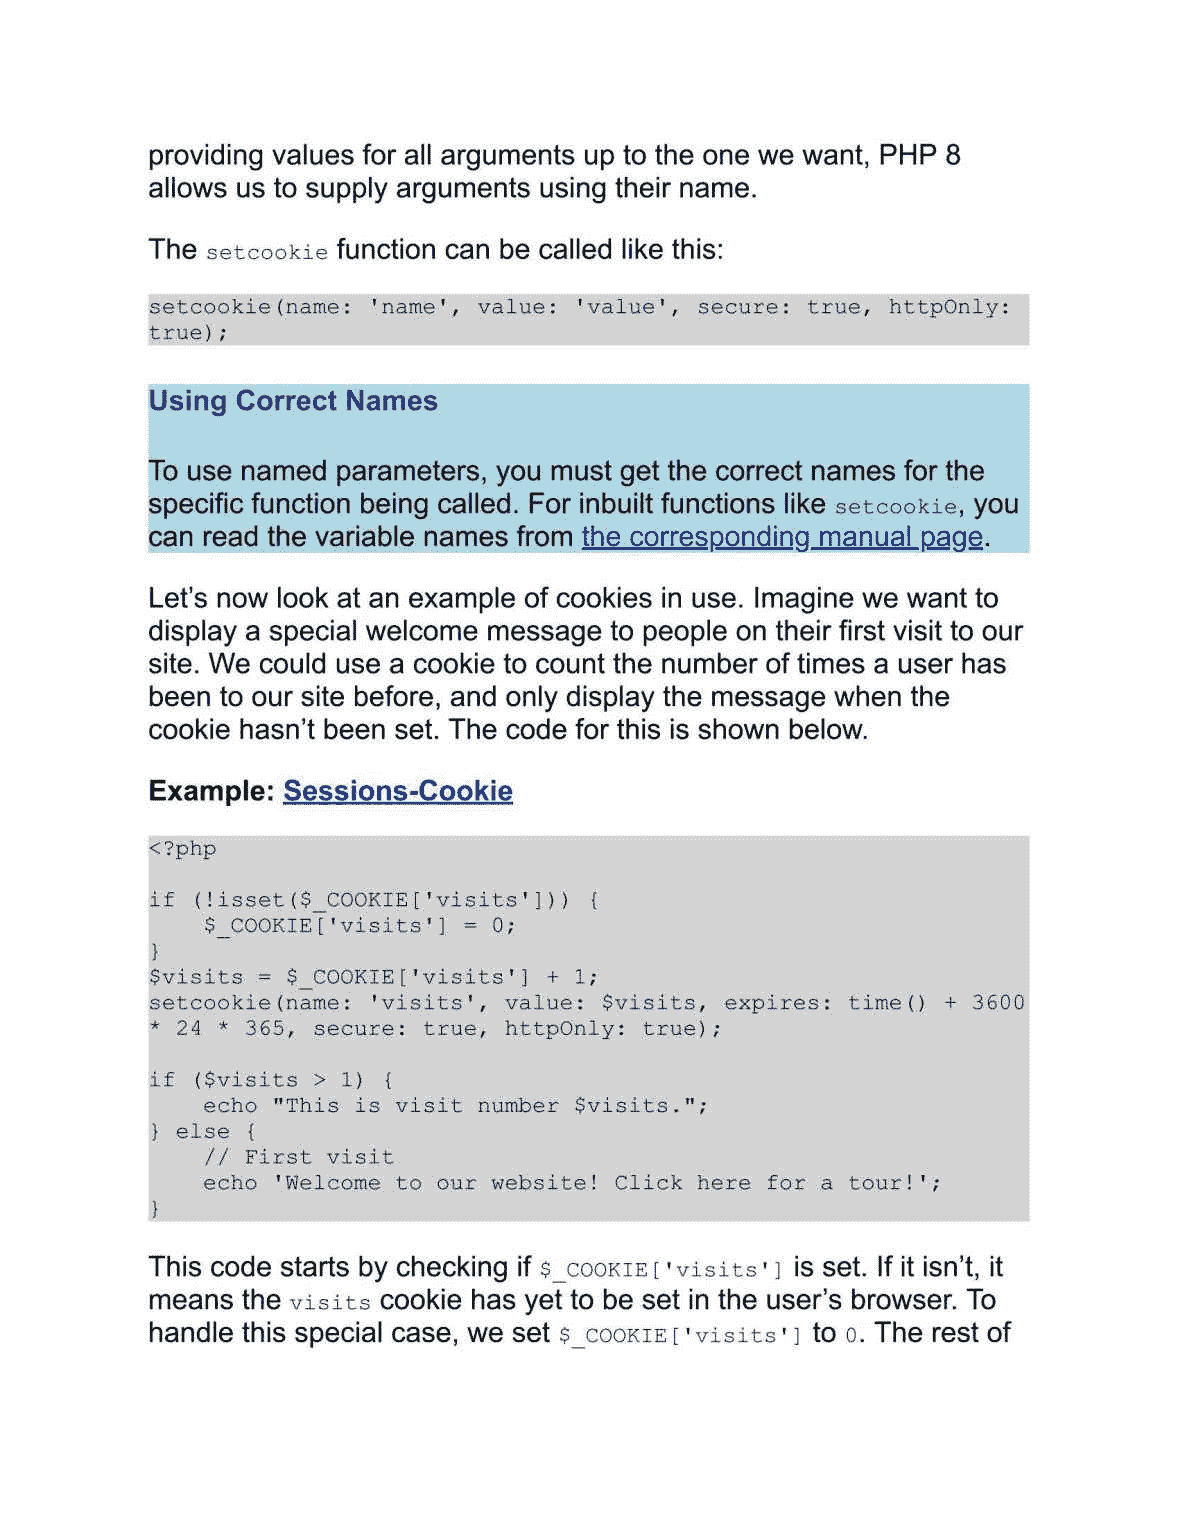 providing values for all arguments up to the one we want, PHP 8
allows us to supply arguments using their name.
The setcookie function can be called like this:
setcookie(name: 'name', value: 'value', secure: true, httpOnly:
true);
Using Correct Names
To use named parameters, you must get the correct names for the
specific function being called. For inbuilt functions like setcookie, you
can read the variable names from the corresponding manual page.
Let’s now look at an example of cookies in use. Imagine we want to
display a special welcome message to people on their first visit to our
site. We could use a cookie to count the number of times a user has
been to our site before, and only display the message when the
cookie hasn’t been set. The code for this is shown below.
Example: Sessions-Cookie
<?php
if (!isset($_COOKIE['visits'])) {
    $_COOKIE['visits'] = 0;
}
$visits = $_COOKIE['visits'] + 1;
setcookie(name: 'visits', value: $visits, expires: time() + 3600
* 24 * 365, secure: true, httpOnly: true);
if ($visits > 1) {
    echo "This is visit number $visits.";
} else {
    // First visit
    echo 'Welcome to our website! Click here for a tour!';
}
This code starts by checking if $_COOKIE['visits'] is set. If it isn’t, it
means the visits cookie has yet to be set in the user’s browser. To
handle this special case, we set $_COOKIE['visits'] to 0. The rest of